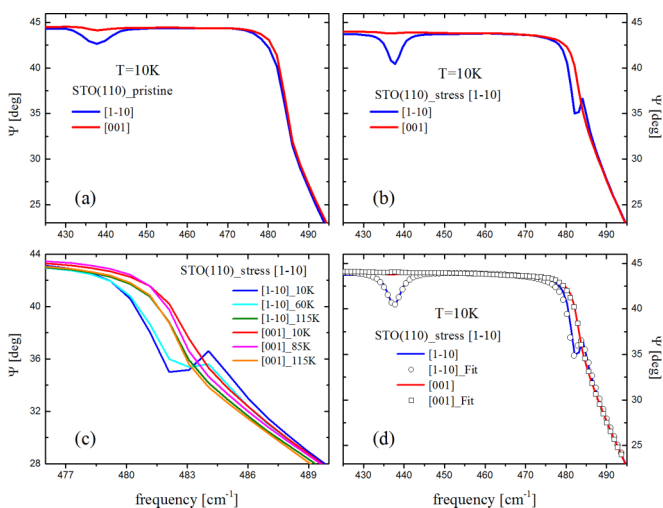 44
40
35
30
25
Ψ [deg]
T=10K
STO(110)_pristine
[1-10]
[001]
(a)
430 440 450 460 470 480 490
T=10K
STO(110)_stress [1-10]
[1-10]
[001]
(b)
430 440 450 460 470 480 490
45
40
35
30
25
Ψ [deg]
44
40
36
32
28
Ψ [deg]
STO(110)_stress [1-10]
[1-10]_10K
[1-10]_60K
[1-10]_115K
[001]_10K
[001]_85K
[001]_115K
(c)
477 480 483 486 489
frequency [cm⁻¹]
T=10K
STO(110)_stress [1-10]
[1-10]
[1-10]_Fit
[001]
[001]_Fit
(d)
430 440 450 460 470 480 490
frequency [cm⁻¹]
45
40
35
30
25
Ψ [deg]